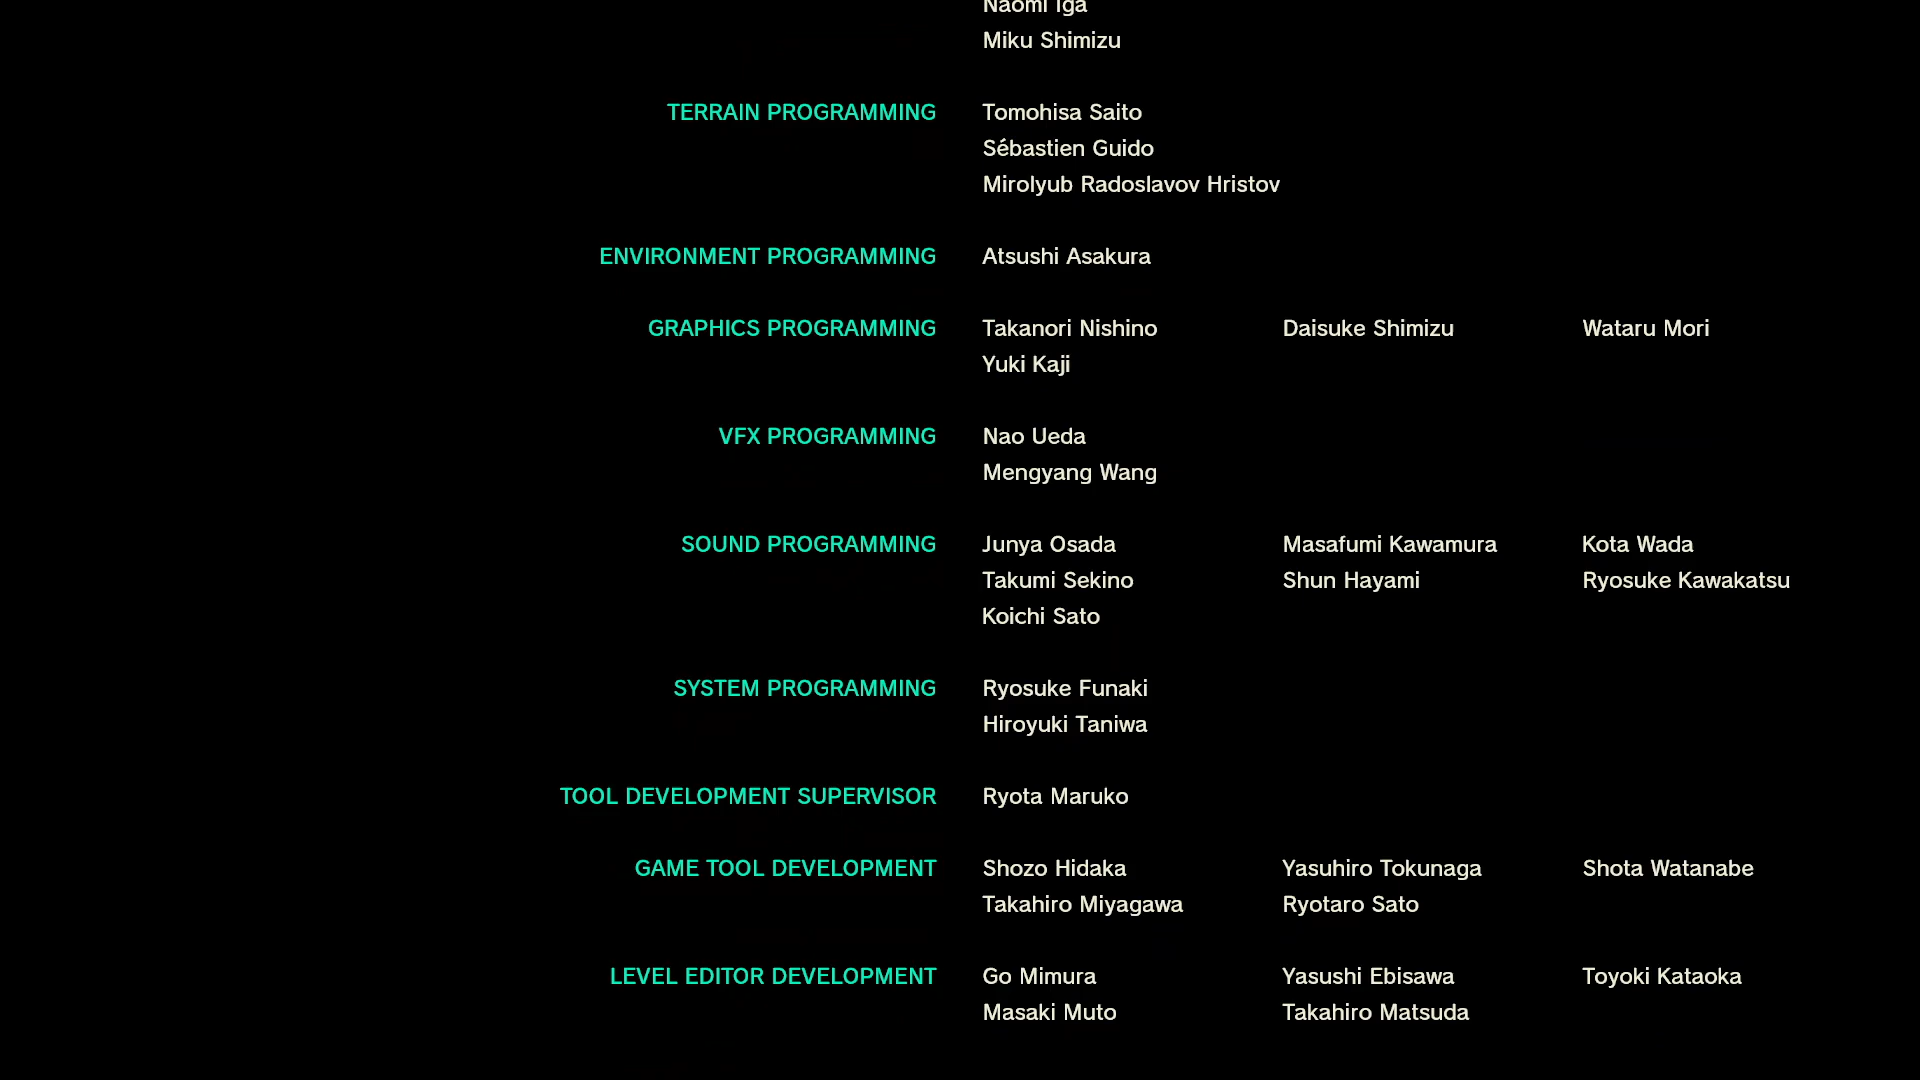 Naomi Iga
Miku Shimizu
TERRAIN PROGRAMMING Tomohisa Saito
Sébastien Guido
Mirolyub Radoslavov Hristov
ENVIRONMENT PROGRAMMING Atsushi Asakura
GRAPHICS PROGRAMMING Takanori Nishino Daisuke Shimizu Wataru Mori
Yuki Kaji
VFX PROGRAMMING Nao Ueda
Mengyang Wang
SOUND PROGRAMMING Junya Osada Masafumi Kawamura Kota Wada
Takumi Sekino Shun Hayami Ryosuke Kawakatsu
Koichi Sato
SYSTEM PROGRAMMING Ryosuke Funaki
Hiroyuki Taniwa
TOOL DEVELOPMENT SUPERVISOR Ryota Maruko
GAME TOOL DEVELOPMENT Shozo Hidaka Yasuhiro Tokunaga Shota Watanabe
Takahiro Miyagawa Ryotaro Sato
LEVEL EDITOR DEVELOPMENT Go Mimura Yasushi Ebisawa Toyoki Kataoka
Masaki Muto Takahiro Matsuda